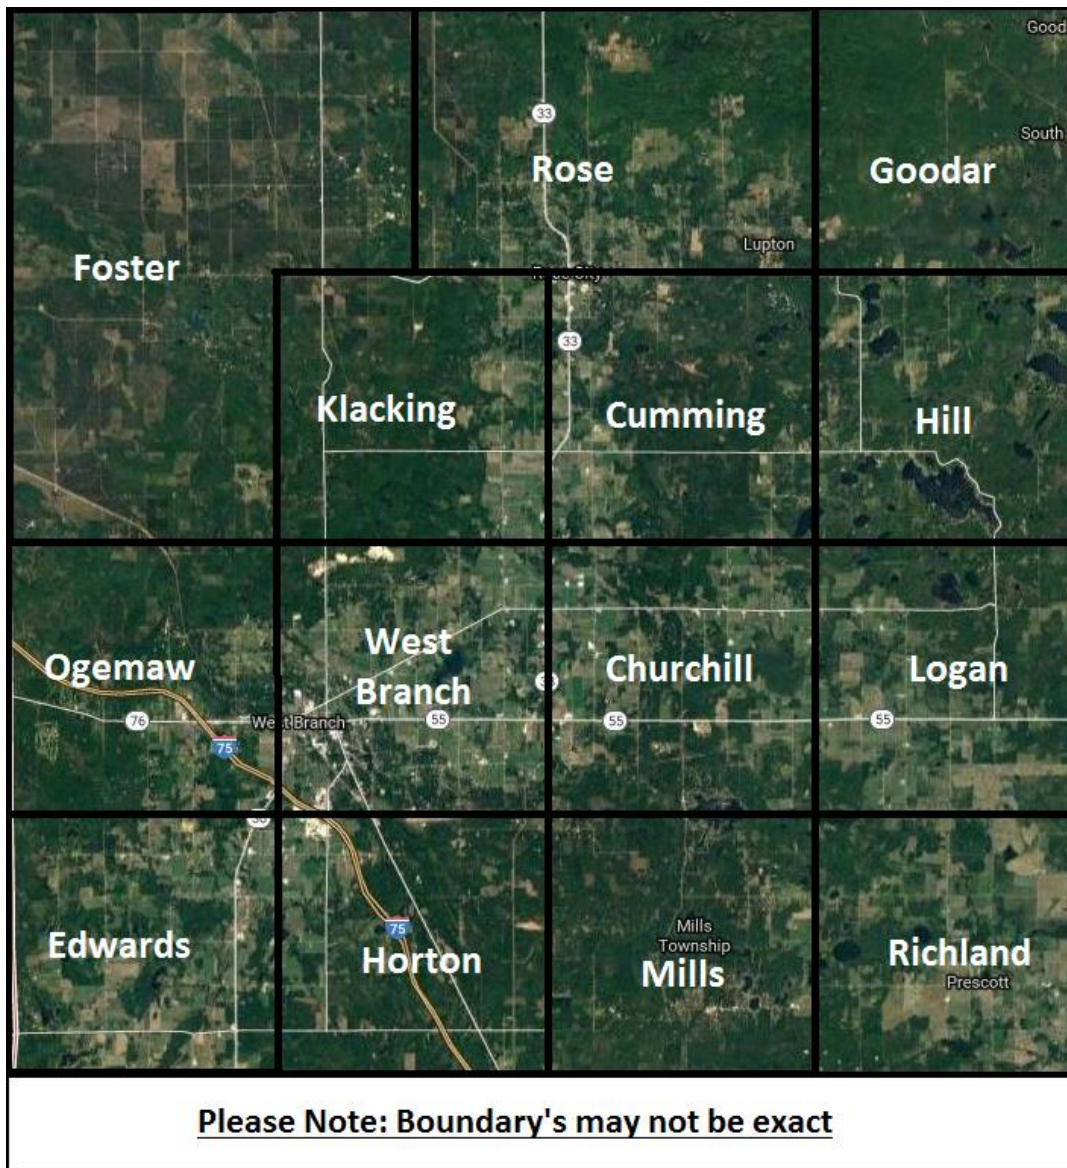 Good
33
South
Rose
Goodar
Lupton
Foster
Rose City
33
Klacking
Cumming
Hill
West
Branch
Ogemaw
Churchill
Logan
76
West Branch
55
55
55
75
Edwards
75
Horton
Mills
Township
Mills
Richland
Prescott
Please Note: Boundary's may not be exact